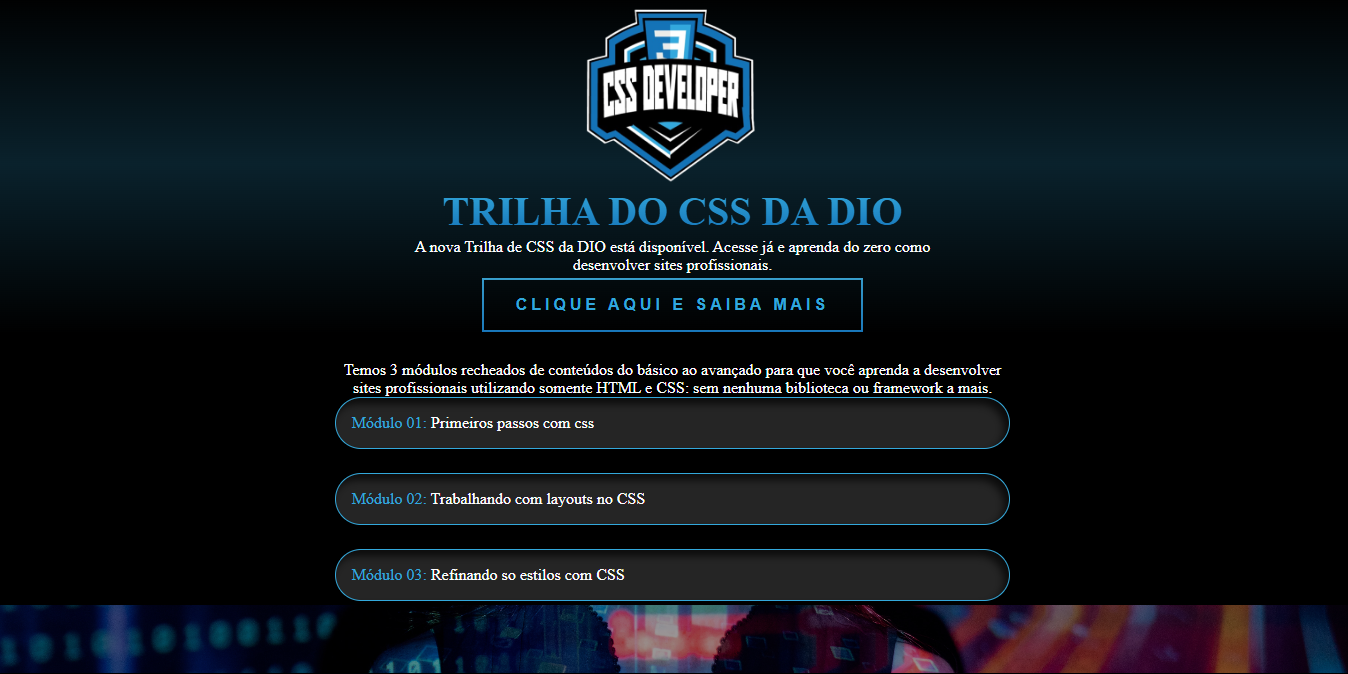 3
CSS DEVELOPER
TRILHA DO CSS DA DIO
A nova Trilha de CSS da DIO está disponível. Acesse já e aprenda do zero como
desenvolver sites profissionais.
CLIQUE AQUI E SAIBA MAIS
Temos 3 módulos recheados de conteúdos do básico ao avançado para que você aprenda a desenvolver
sites profissionais utilizando somente HTML e CSS: sem nenhuma biblioteca ou framework a mais.
Módulo 01: Primeiros passos com css
Módulo 02: Trabalhando com layouts no CSS
Módulo 03: Refinando so estilos com CSS